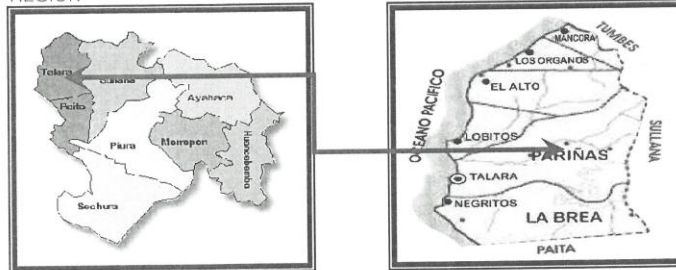 Talara
Paita
Ayabaca
Piura
Morropon
Huancabamba
Sechura
TUMBES
MANCORA
LOS ORGANOS
EL ALTO
OCEANO PACIFICO
LOBITOS
PARIÑAS
SULLANA
TALARA
NEGRITOS
LA BREA
PAITA